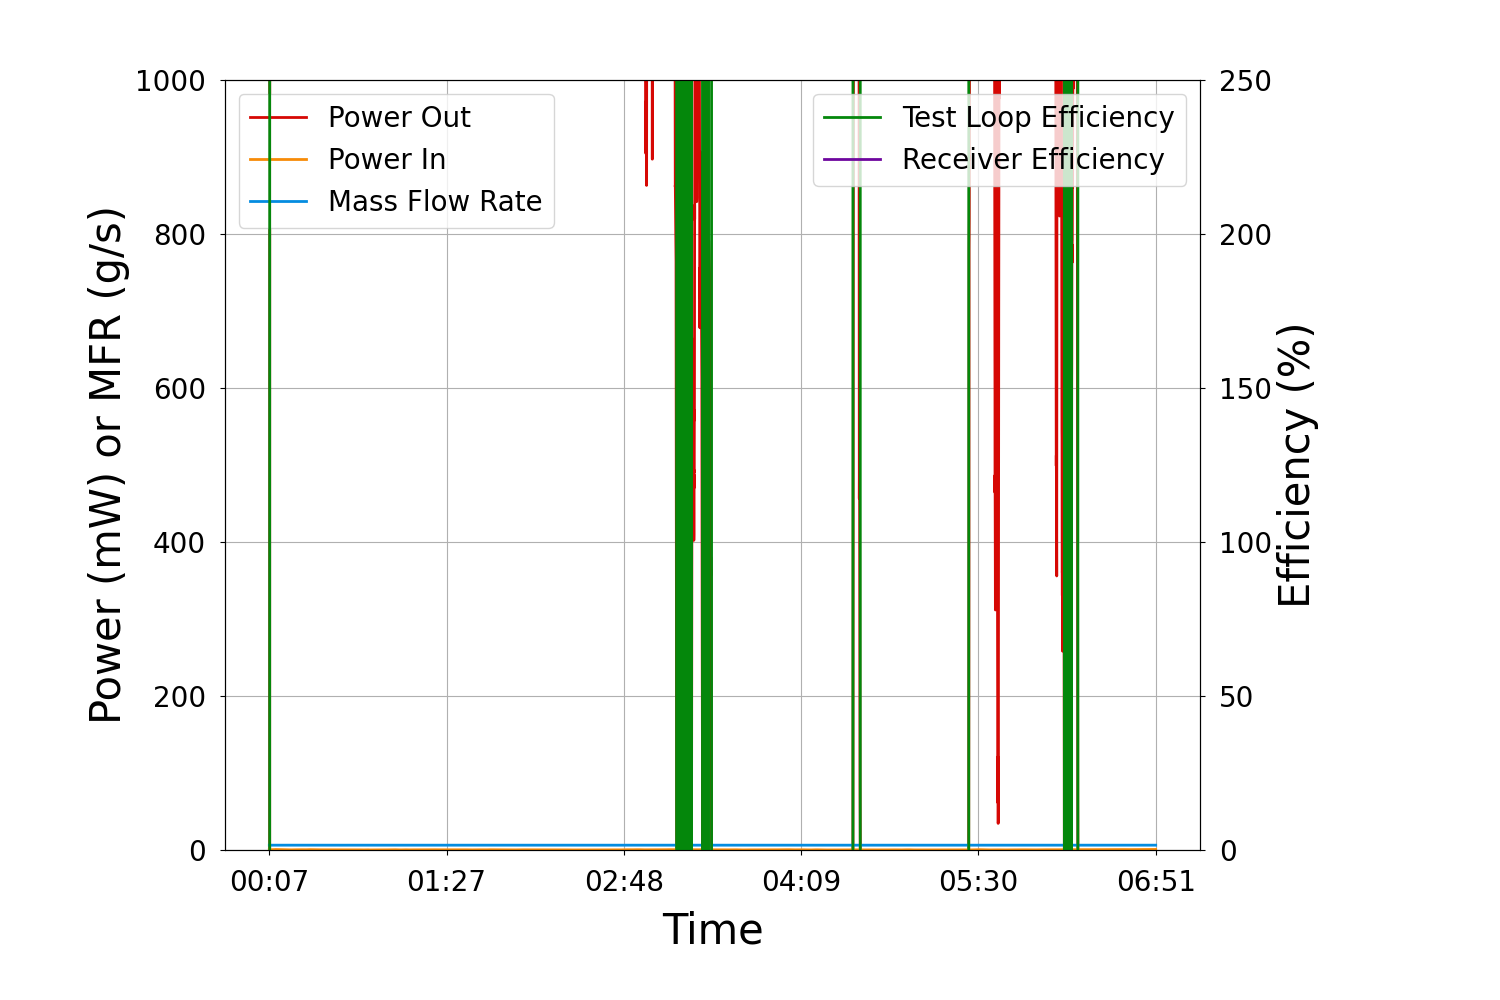 1000
800
600
400
200
0
Power (mW) or MFR (g/s)
Power Out
Power In
Mass Flow Rate
Test Loop Efficiency
Receiver Efficiency
250
200
150
100
50
0
Efficiency (%)
00:07 01:27 02:48 04:09 05:30 06:51
Time